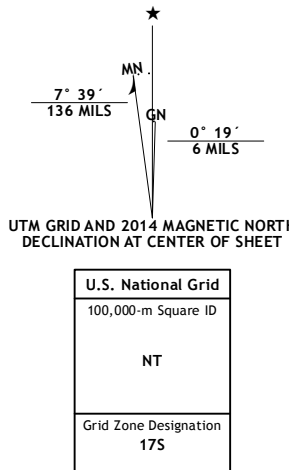 ★
MN
7° 39´
136 MILS
GN
0° 19´
6 MILS
UTM GRID AND 2014 MAGNETIC NORTH
DECLINATION AT CENTER OF SHEET
U.S. National Grid
100,000-m Square ID
NT
Grid Zone Designation
17S